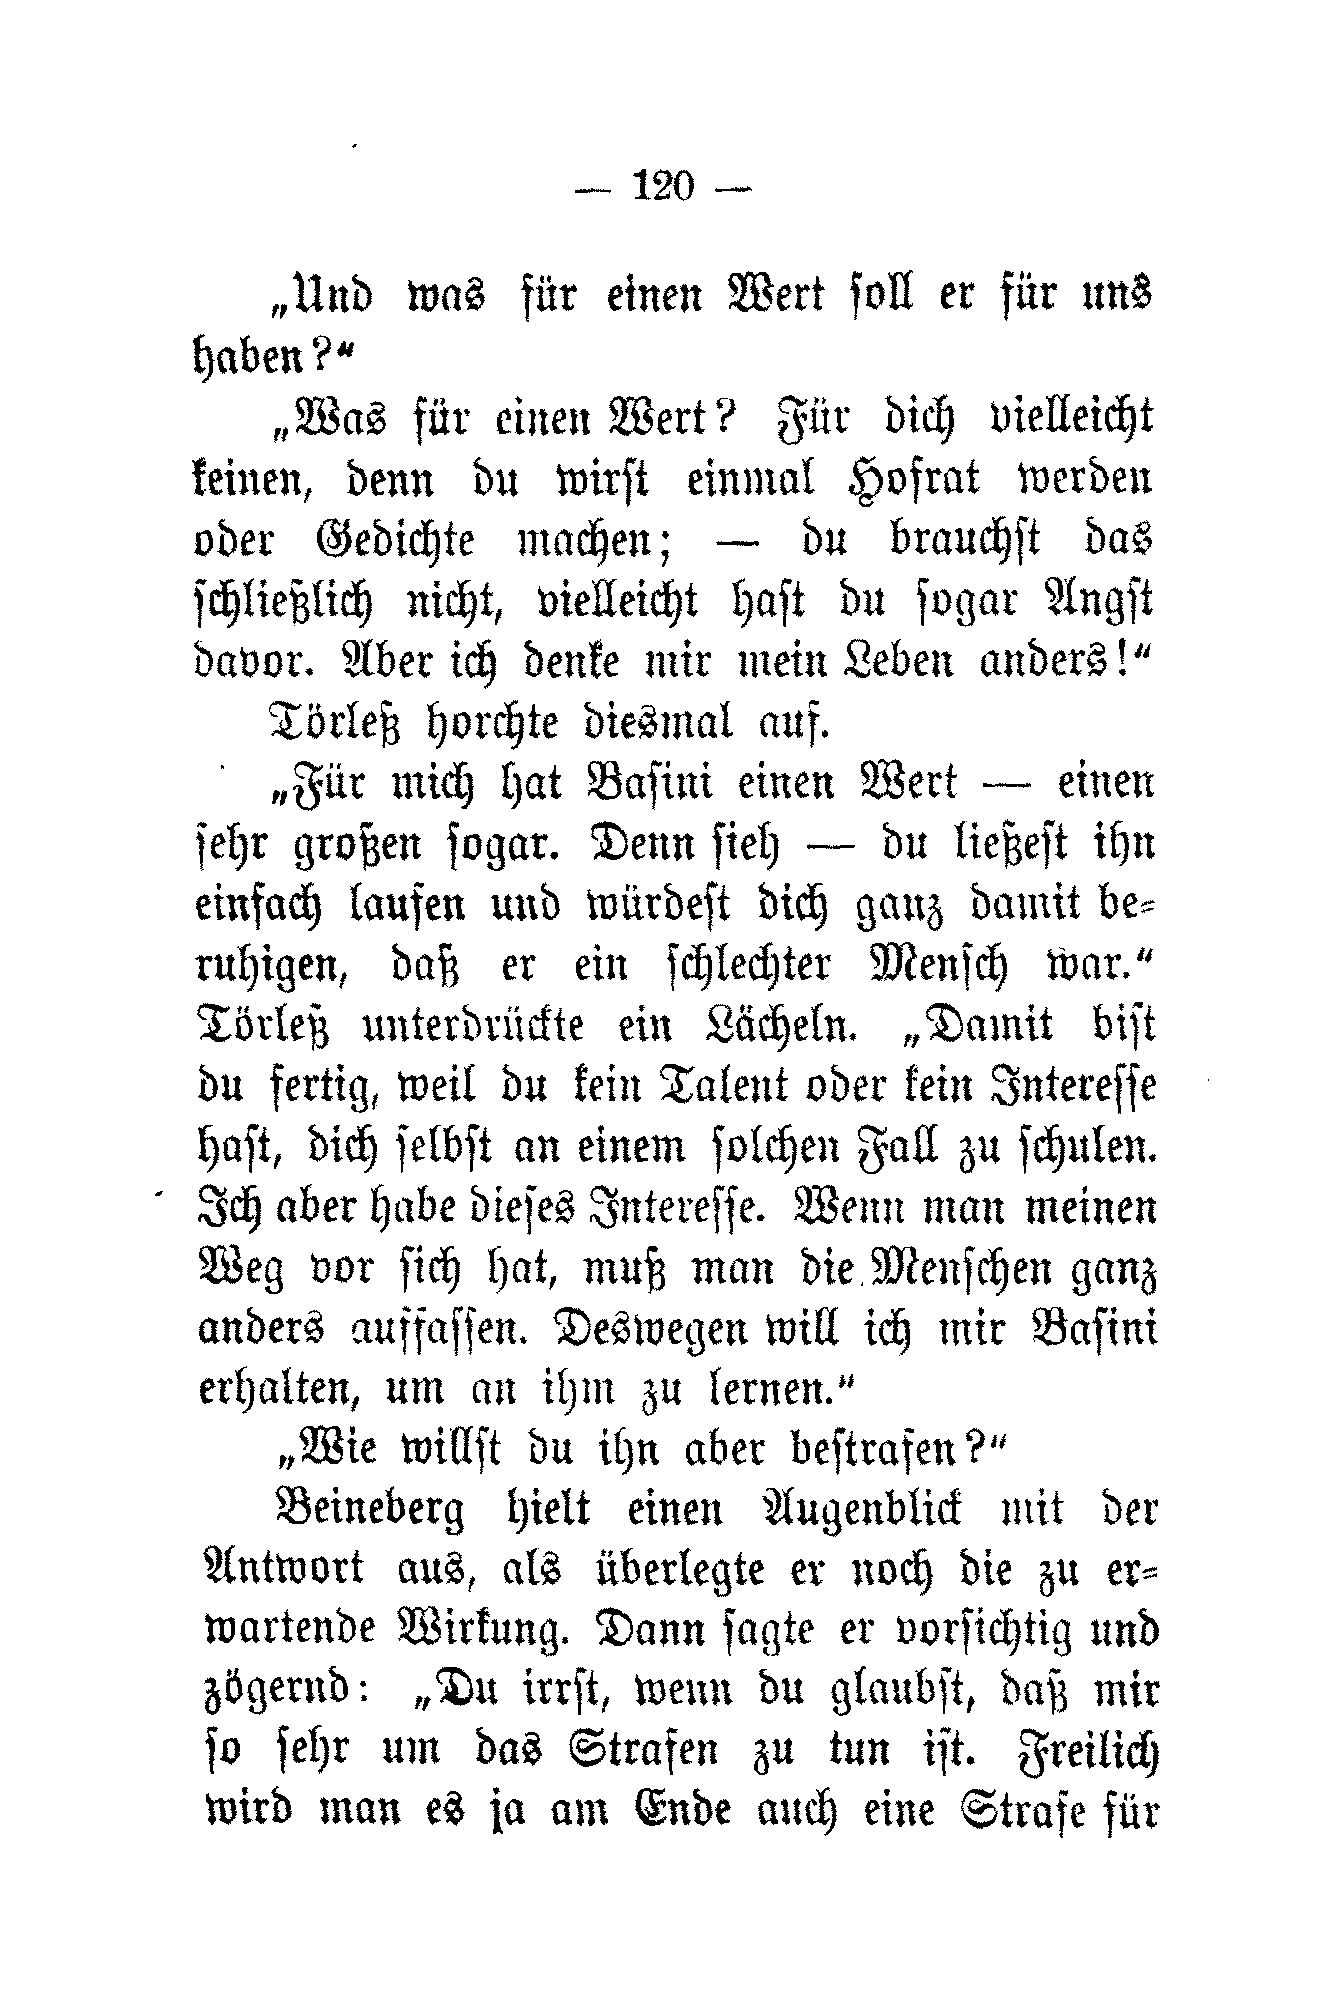 — 120 —
„Und was für einen Wert soll er für uns
haben?“
„Was für einen Wert? Für dich vielleicht
keinen, denn du wirst einmal Hofrat werden
oder Gedichte machen; — du brauchst das
schließlich nicht, vielleicht hast du sogar Angst
davor. Aber ich denke mir mein Leben anders!“
Törleß horchte diesmal auf.
„Für mich hat Basini einen Wert — einen
sehr großen sogar. Denn sieh — du ließest ihn
einfach laufen und würdest dich ganz damit be-
ruhigen, daß er ein schlechter Mensch war.“
Törleß unterdrückte ein Lächeln. „Damit bist
du fertig, weil du kein Talent oder kein Interesse
hast, dich selbst an einem solchen Fall zu schulen.
Ich aber habe dieses Interesse. Wenn man meinen
Weg vor sich hat, muß man die Menschen ganz
anders auffassen. Deswegen will ich mir Basini
erhalten, um an ihm zu lernen.“
„Wie willst du ihn aber bestrafen?“
Beineberg hielt einen Augenblick mit der
Antwort aus, als überlegte er noch die zu er-
wartende Wirkung. Dann sagte er vorsichtig und
zögernd: „Du irrst, wenn du glaubst, daß mir
so sehr um das Strafen zu tun ist. Freilich
wird man es ja am Ende auch eine Strafe für